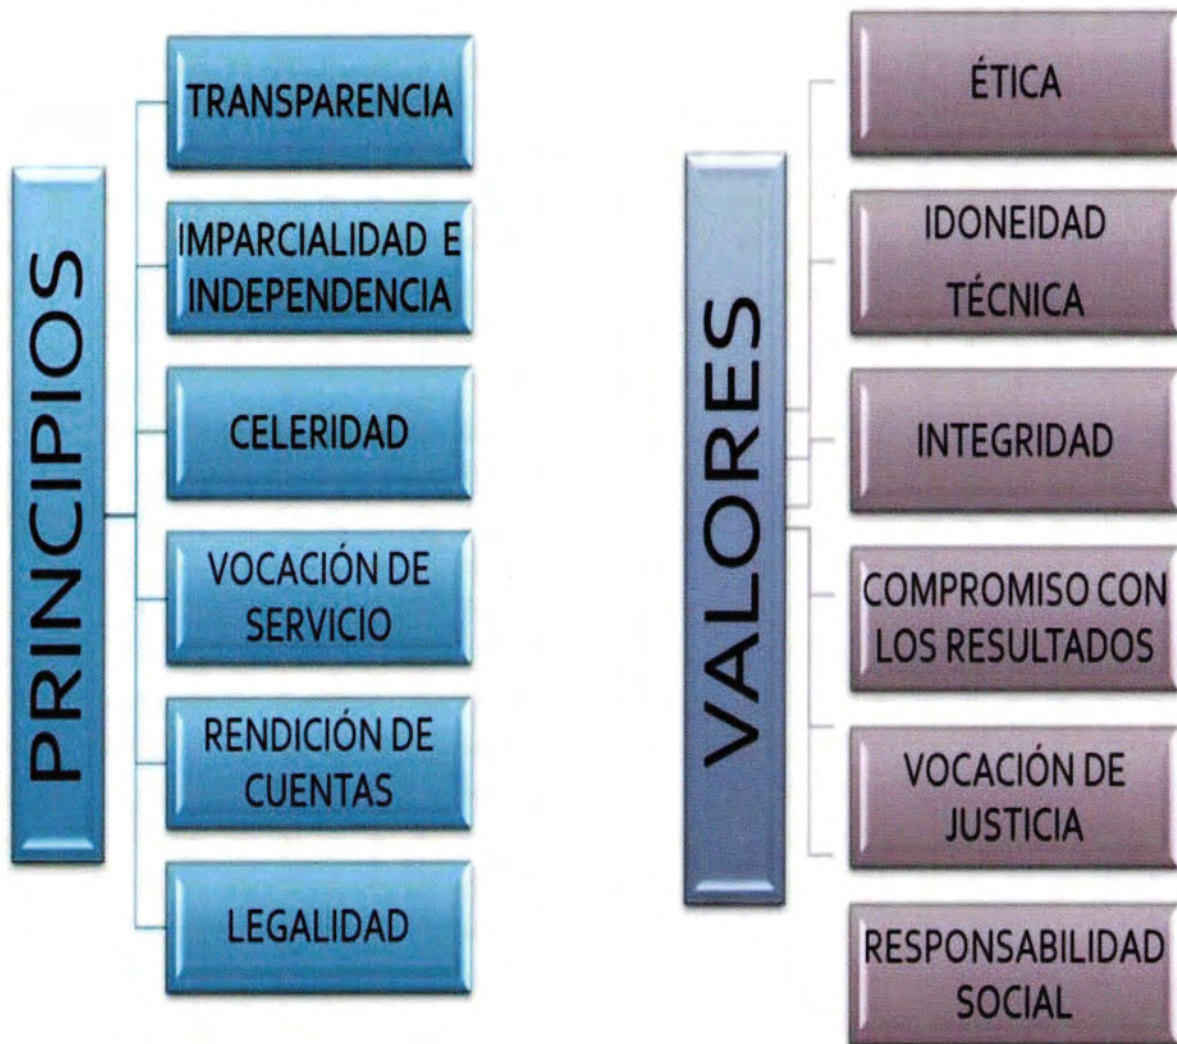 PRINCIPIOS
TRANSPARENCIA
IMPARCIALIDAD E
INDEPENDENCIA
CELERIDAD
VOCACIÓN DE
SERVICIO
RENDICIÓN DE
CUENTAS
LEGALIDAD
VALORES
ÉTICA
IDONEIDAD
TÉCNICA
INTEGRIDAD
COMPROMISO CON
LOS RESULTADOS
VOCACIÓN DE
JUSTICIA
RESPONSABILIDAD
SOCIAL